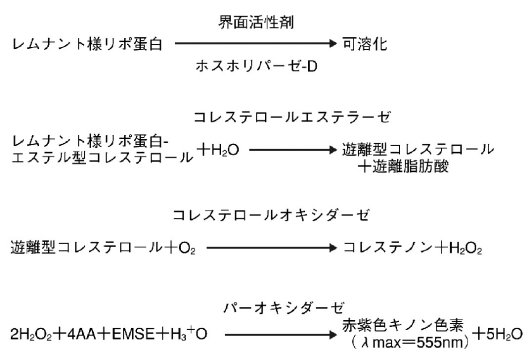 界面活性剤
レムナント様リポ蛋白 → 可溶化
ホスホリパーゼ-D
コレステロールエステラーゼ
レムナント様リポ蛋白-
エステル型コレステロール +H₂O → 遊離型コレステロール
+遊離脂肪酸
コレステロールオキシダーゼ
遊離型コレステロール+O₂ → コレステノン+H₂O₂
パーオキシダーゼ
2H₂O₂+4AA+EMSE+H₃⁺O → 赤紫色キノン色素 +5H₂O
(λmax=555nm)